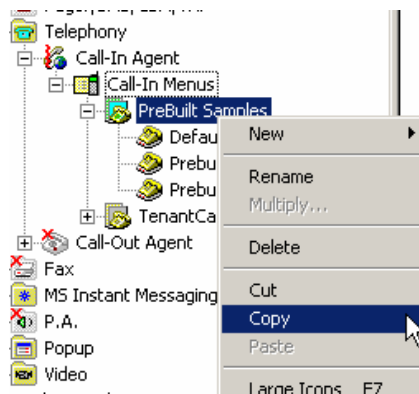 Telephony
Call-In Agent
Call-In Menus
PreBuilt Samples
Defau
Prebu
Prebu
TenantCa
Call-Out Agent
Fax
MS Instant Messaging
P.A.
Popup
Video
New
Rename
Multiply...
Delete
Cut
Copy
Paste
Large Icons F7